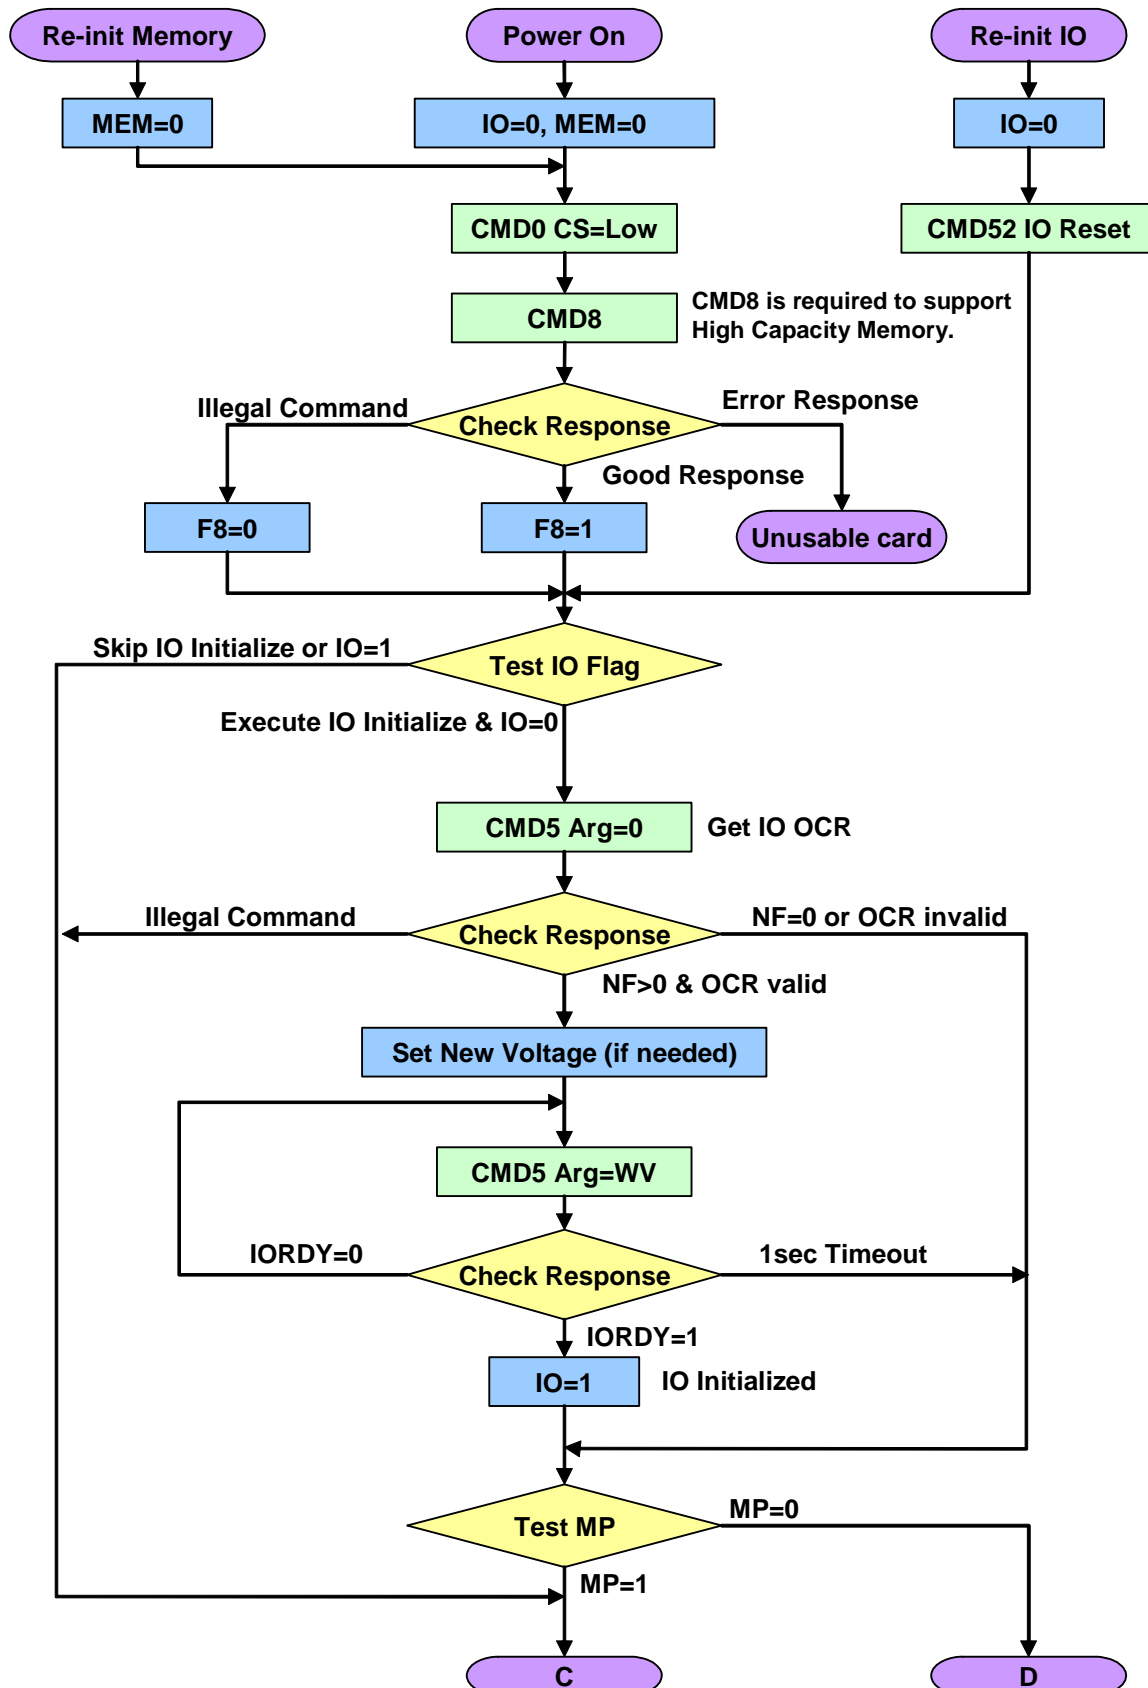 Re-init Memory
Power On
Re-init IO
MEM=0
IO=0, MEM=0
IO=0
CMD0 CS=Low
CMD52 IO Reset
CMD8
CMD8 is required to support
High Capacity Memory.
Illegal Command
Check Response
Error Response
Good Response
F8=0
F8=1
Unusable card
Skip IO Initialize or IO=1
Test IO Flag
Execute IO Initialize & IO=0
CMD5 Arg=0
Get IO OCR
Illegal Command
Check Response
NF=0 or OCR invalid
NF>0 & OCR valid
Set New Voltage (if needed)
CMD5 Arg=WV
IORDY=0
Check Response
1sec Timeout
IORDY=1
IO=1
IO Initialized
Test MP
MP=0
MP=1
C
D